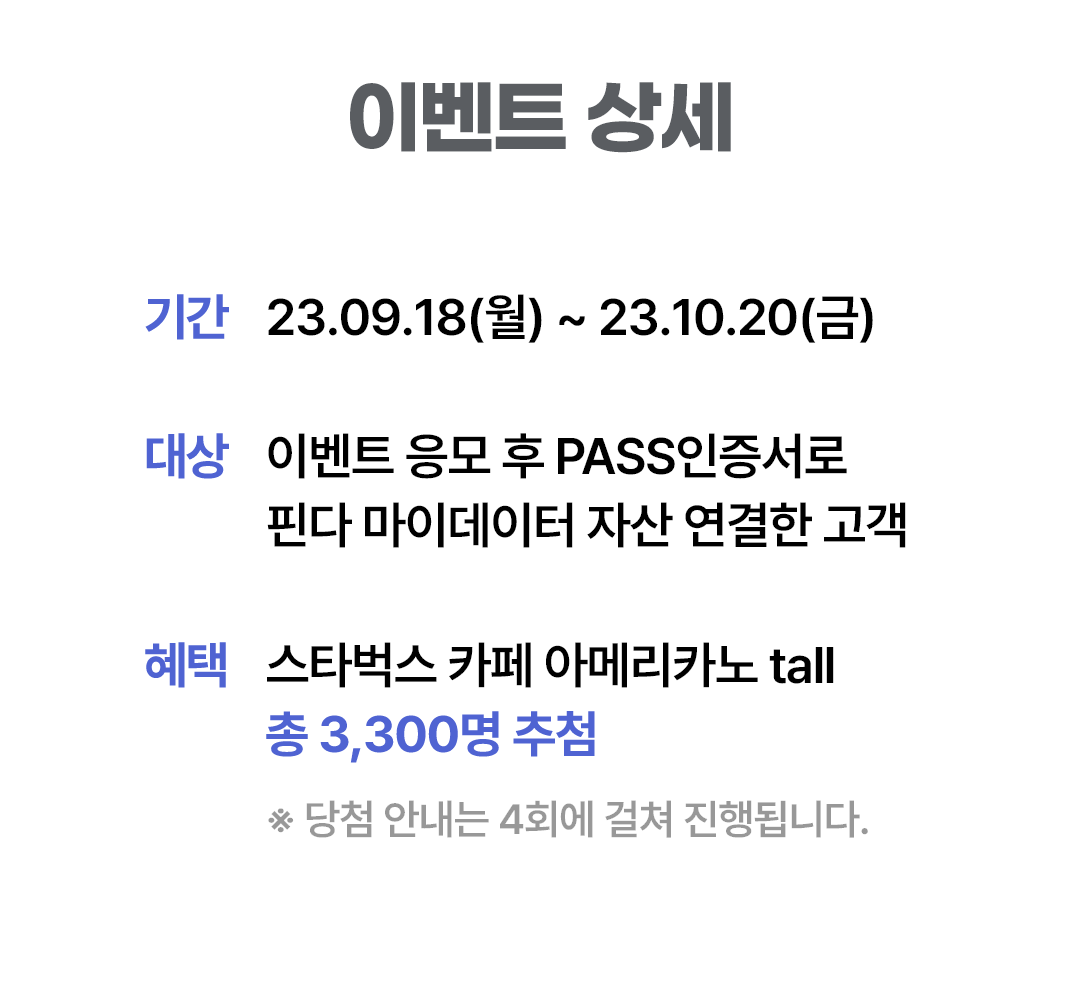 이벤트 상세
기간 23.09.18(월) ~ 23.10.20(금)
대상 이벤트 응모 후 PASS인증서로
핀다 마이데이터 자산 연결한 고객
혜택 스타벅스 카페 아메리카노 tall
총 3,300명 추첨
※ 당첨 안내는 4회에 걸쳐 진행됩니다.